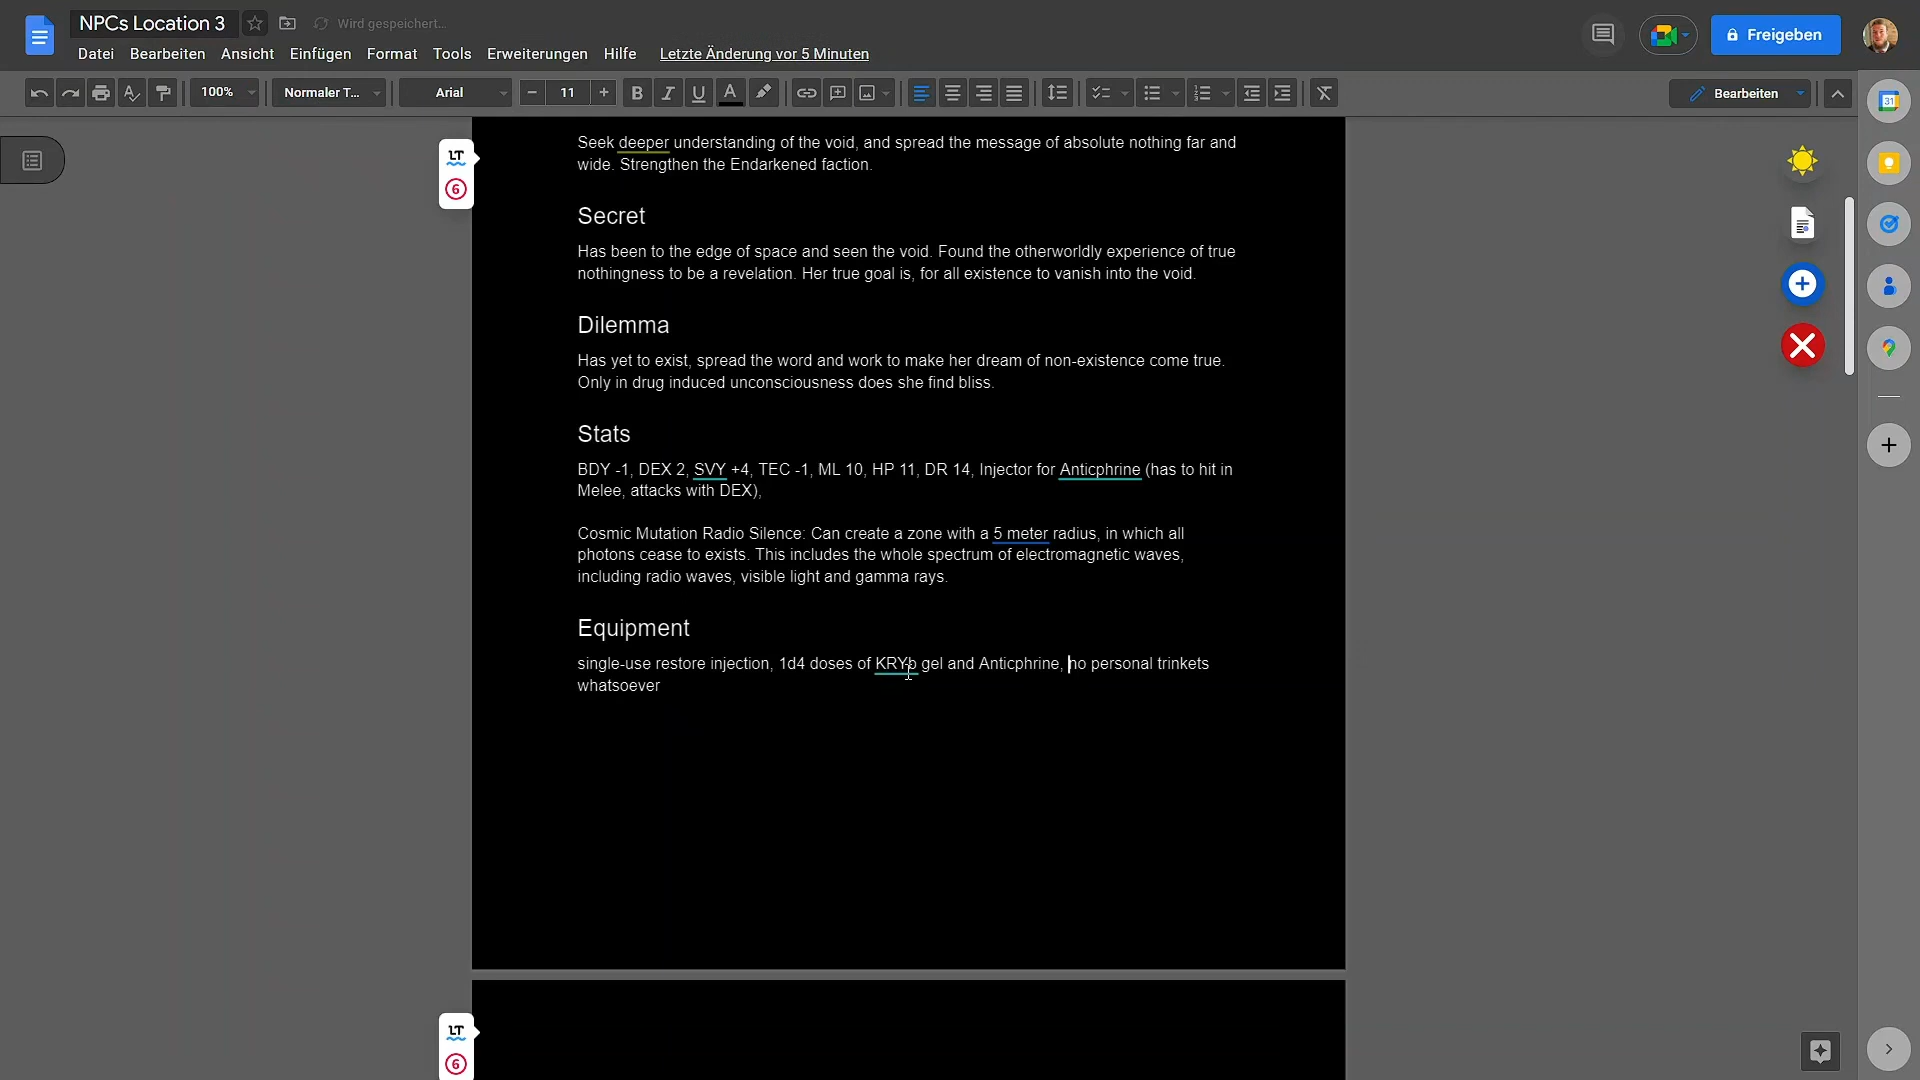 NPCs Location 3
Wird gespeichert...
Datei Bearbeiten Ansicht Einfügen Format Tools Erweiterungen Hilfe Letzte Änderung vor 5 Minuten
Freigeben
100% Normaler T... Arial 11 B I U A
Bearbeiten
31
LT
6
Seek deeper understanding of the void, and spread the message of absolute nothing far and
wide. Strengthen the Endarkened faction.
Secret
Has been to the edge of space and seen the void. Found the otherworldly experience of true
nothingness to be a revelation. Her true goal is, for all existence to vanish into the void.
Dilemma
Has yet to exist, spread the word and work to make her dream of non-existence come true.
Only in drug induced unconsciousness does she find bliss.
Stats
BDY -1, DEX 2, SVY +4, TEC -1, ML 10, HP 11, DR 14, Injector for Anticphrine (has to hit in
Melee, attacks with DEX),
Cosmic Mutation Radio Silence: Can create a zone with a 5 meter radius, in which all
photons cease to exists. This includes the whole spectrum of electromagnetic waves,
including radio waves, visible light and gamma rays.
Equipment
single-use restore injection, 1d4 doses of KRYp gel and Anticphrine, no personal trinkets
whatsoever
LT
6